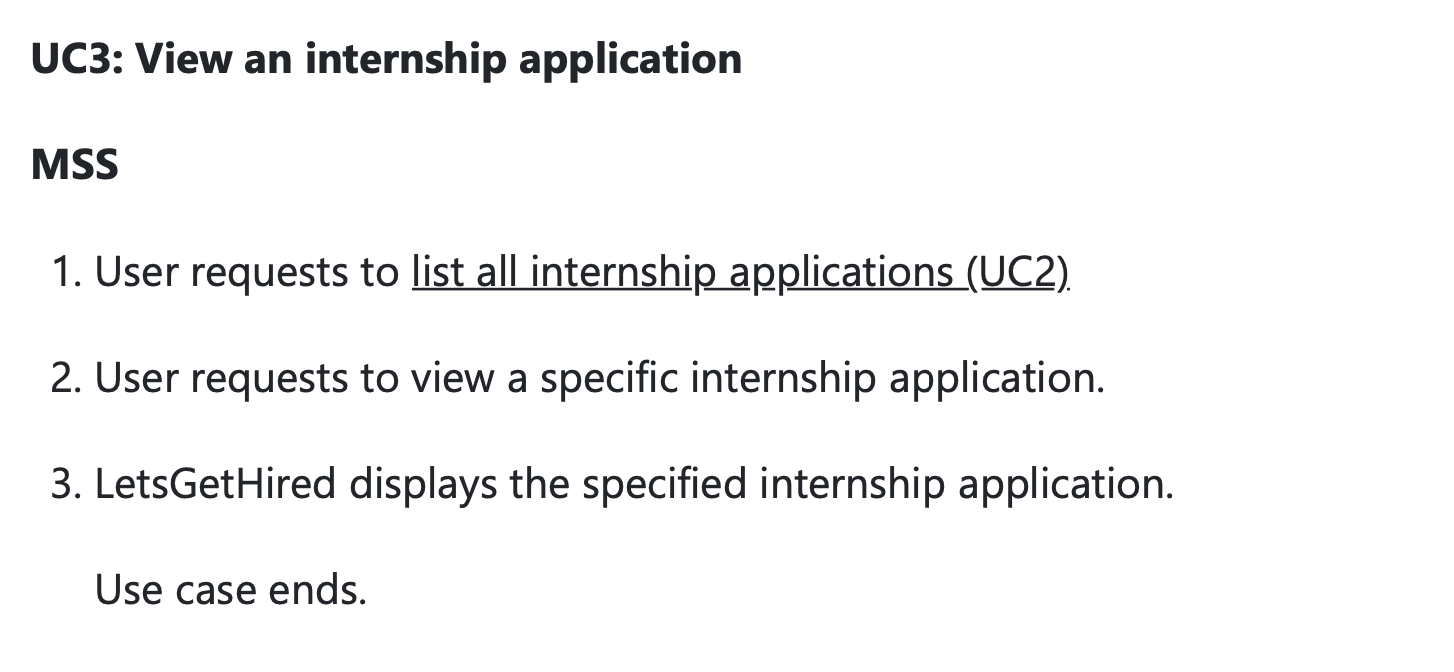 UC3: View an internship application
MSS
1. User requests to list all internship applications (UC2)
2. User requests to view a specific internship application.
3. LetsGetHired displays the specified internship application.
Use case ends.